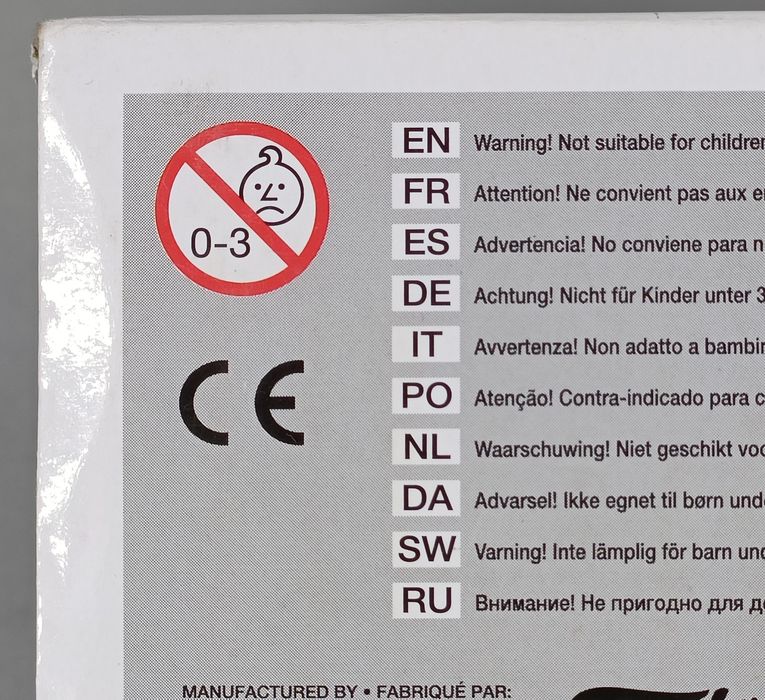 0-3
CE
EN Warning! Not suitable for children
FR Attention! Ne convient pas aux
ES Advertencia! No conviene para
DE Achtung! Nicht für Kinder unter 3
IT Avvertenza! Non adatto a
PO Atenção! Contra-indicado para
NL Waarschuwing! Niet geschikt
DA Advarsel! Ikke egnet til børn
SW Varning! Inte lämplig för barn
RU Внимание! Не пригодно для
MANUFACTURED BY • FABRIQUÉ PAR: